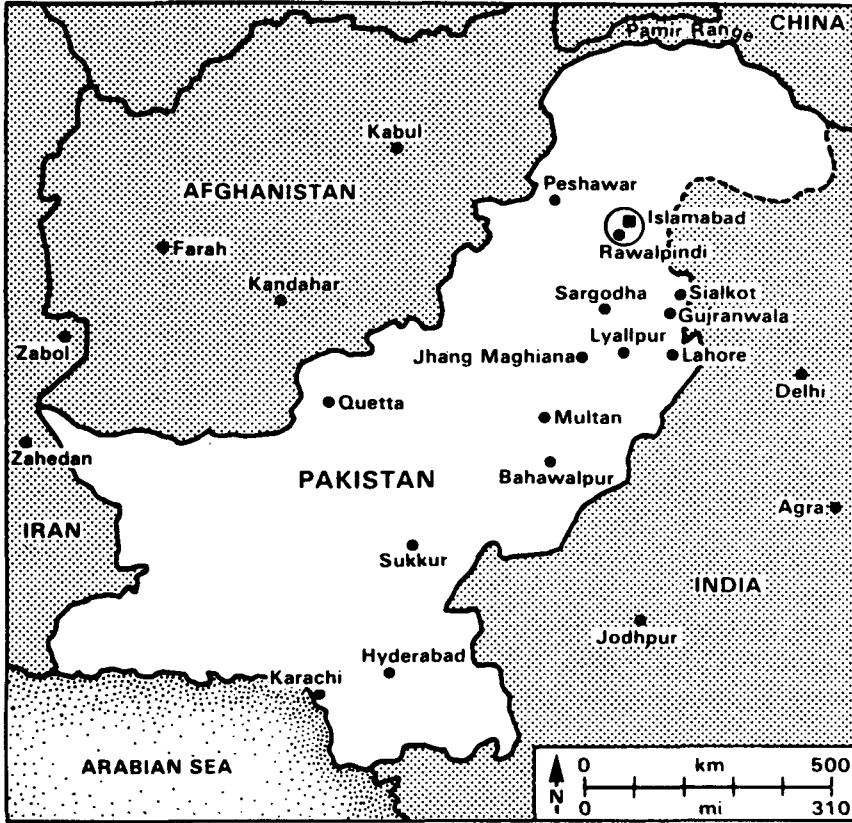 CHINA
Pamir Range
Kabul
AFGHANISTAN
Peshawar
Islamabad
Rawalpindi
Farah
Kandahar
Sargodha
Sialkot
Gujranwala
Zabol
Lyallpur
Jhang Maghiana
Lahore
Delhi
Quetta
Multan
Zahedan
PAKISTAN
Bahawalpur
Agra
IRAN
Sukkur
INDIA
Jodhpur
Hyderabad
Karachi
ARABIAN SEA
0 km 500
N
0 mi 310